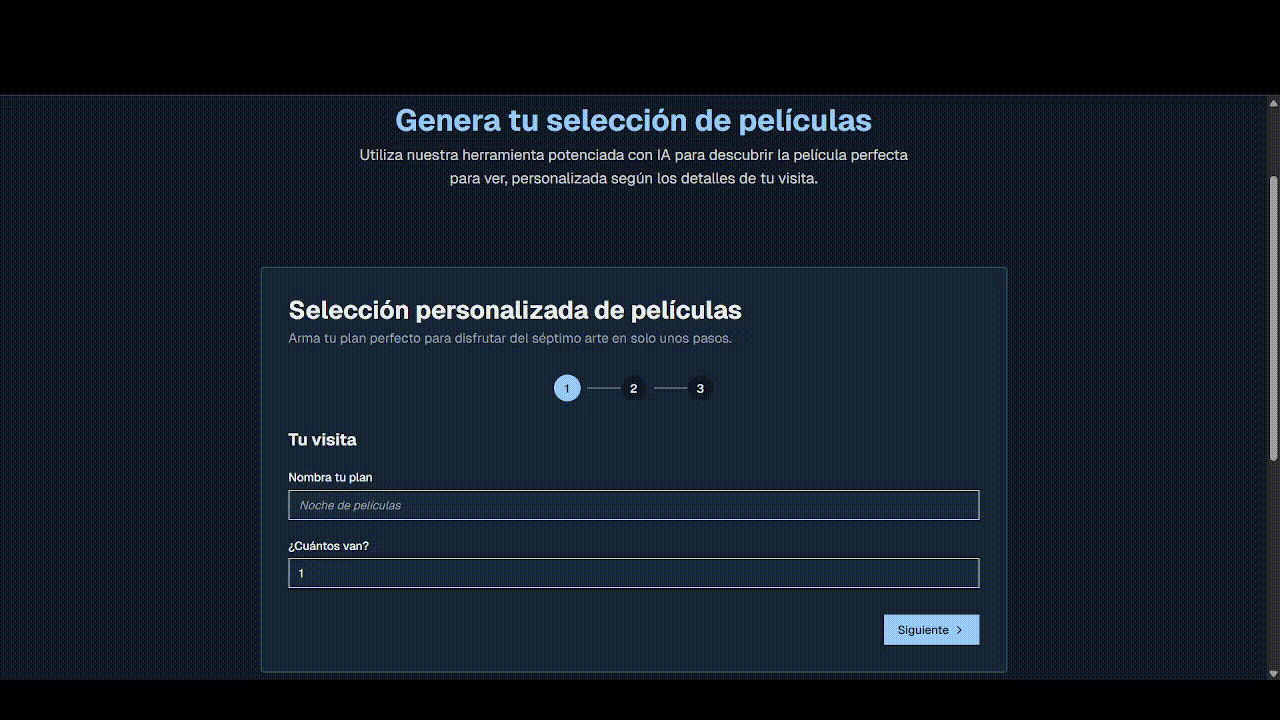 Genera tu selección de películas
Utiliza nuestra herramienta potenciada con IA para descubrir la película perfecta
para ver, personalizada según los detalles de tu visita.
Selección personalizada de películas
Arma tu plan perfecto para disfrutar del séptimo arte en solo unos pasos.
1 2 3
Tu visita
Nombra tu plan
Noche de películas
¿Cuántos van?
1
Siguiente